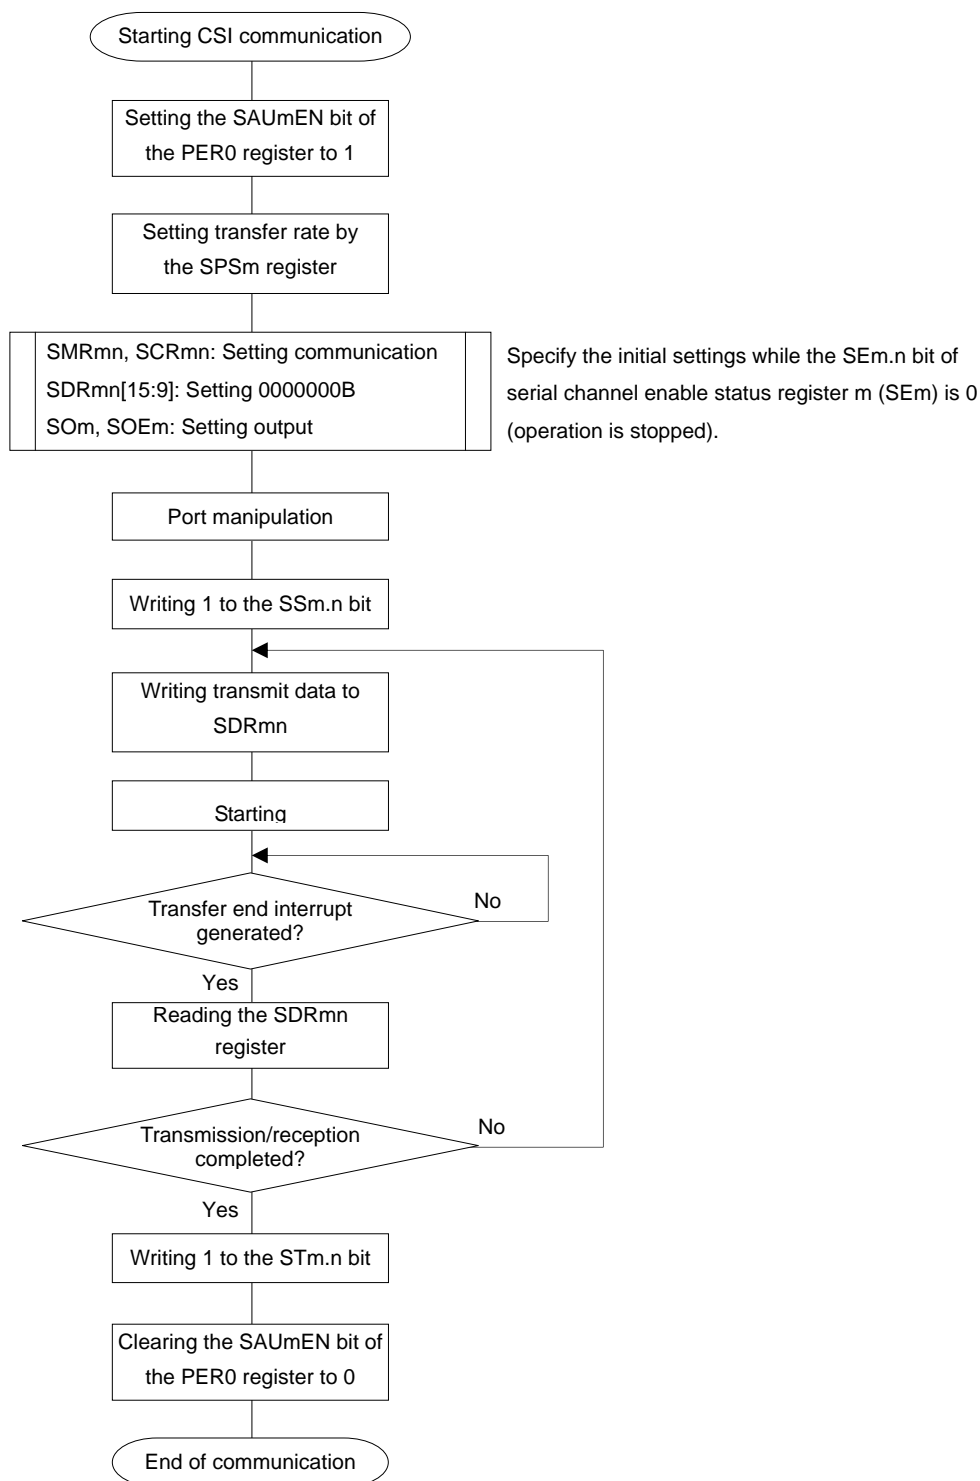 Starting CSI communication
Setting the SAUmEN bit of
the PER0 register to 1
Setting transfer rate by
the SPSm register
SMRmn, SCRmn: Setting communication
SDRmn[15:9]: Setting 0000000B
SOm, SOEm: Setting output
Specify the initial settings while the SEm.n bit of
serial channel enable status register m (SEm) is 0
(operation is stopped).
Port manipulation
Writing 1 to the SSm.n bit
Writing transmit data to
SDRmn
Starting
Transfer end interrupt
generated?
No
Yes
Reading the SDRmn
register
Transmission/reception
completed?
No
Yes
Writing 1 to the STm.n bit
Clearing the SAUmEN bit of
the PER0 register to 0
End of communication